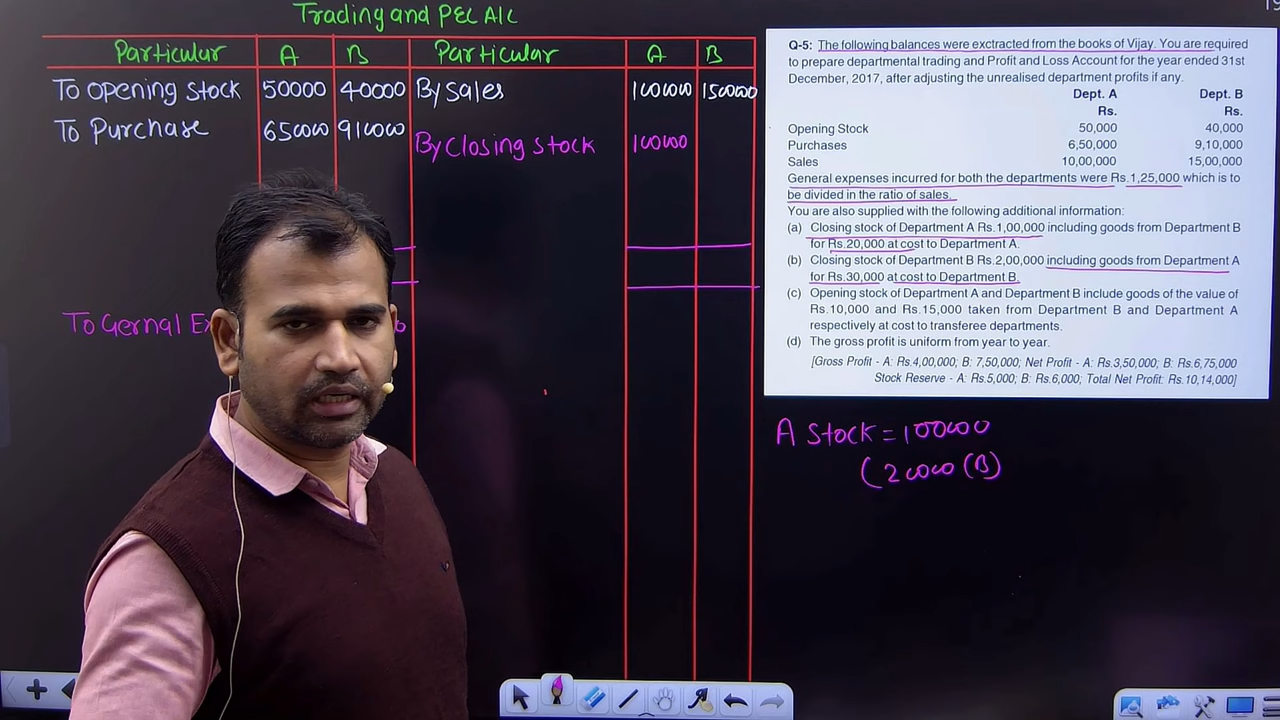 Trading and P&L A/C
Particular A B Particular A B
To Opening Stock 50000 40000 By Sales 1000000 1500000
To Purchase 650000 910000
By Closing Stock 100000
To Gernal
Q-5: The following balances were exctracted from the books of Vijay. You are required
to prepare departmental trading and Profit and Loss Account for the year ended 31st
December, 2017, after adjusting the unrealised department profits if any.
Dept. A Dept. B
Rs. Rs.
Opening Stock 50,000 40,000
Purchases 6,50,000 9,10,000
Sales 10,00,000 15,00,000
General expenses incurred for both the departments were Rs.1,25,000 which is to
be divided in the ratio of sales.
You are also supplied with the following additional information:
(a) Closing stock of Department A Rs.1,00,000 including goods from Department B
for Rs.20,000 at cost to Department A.
(b) Closing stock of Department B Rs.2,00,000 including goods from Department A
for Rs.30,000 at cost to Department B.
(c) Opening stock of Department A and Department B include goods of the value of
Rs.10,000 and Rs.15,000 taken from Department B and Department A
respectively at cost to transferee departments.
(d) The gross profit is uniform from year to year.
[Gross Profit - A: Rs.4,00,000; B: 7,50,000; Net Profit - A: Rs.3,50,000; B: Rs.6,75,000
Stock Reserve - A: Rs.5,000; B: Rs.6,000; Total Net Profit: Rs.10,14,000]
A Stock = 100000
(20000 (B)